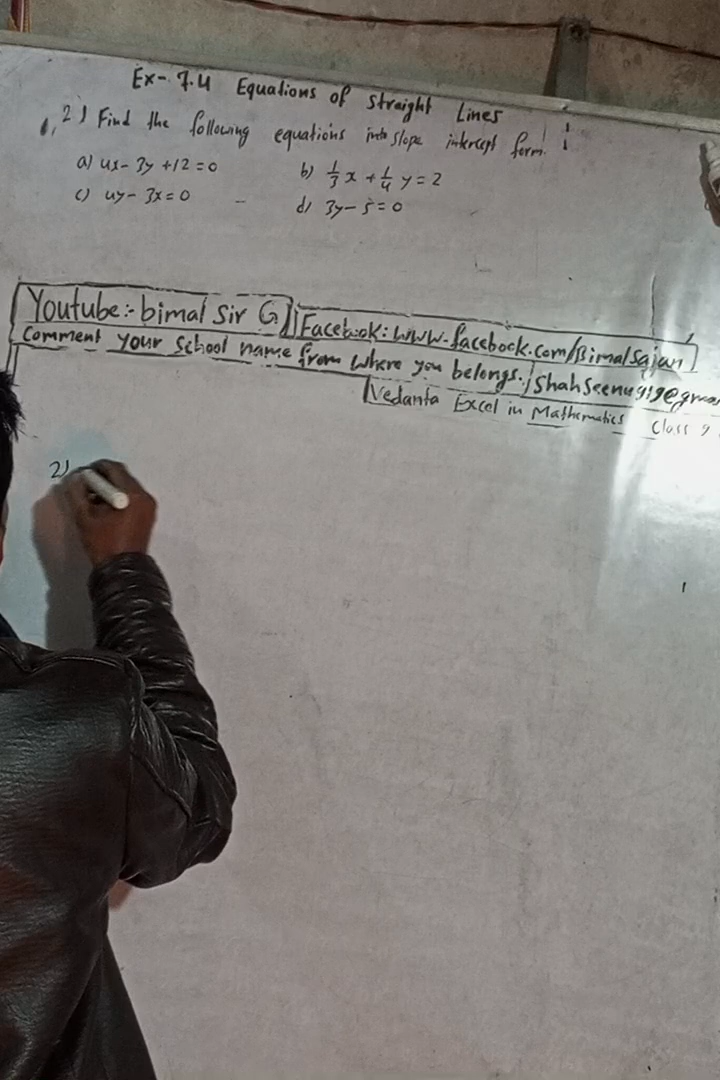 Ex-7.4 Equations of straight Lines
2) Find the following equations into slope intercept form.
a) 4x-3y+12=0 b) 1/3 x + 1/4 y = 2
c) 4y-3x=0 d) 3y-5=0
Youtube:- bimal Sir G Facebook: www.facebook.com/Bimalsajan
Comment your School name from where you belongs.
Vedanta Excel in Mathematics Class 9
2)